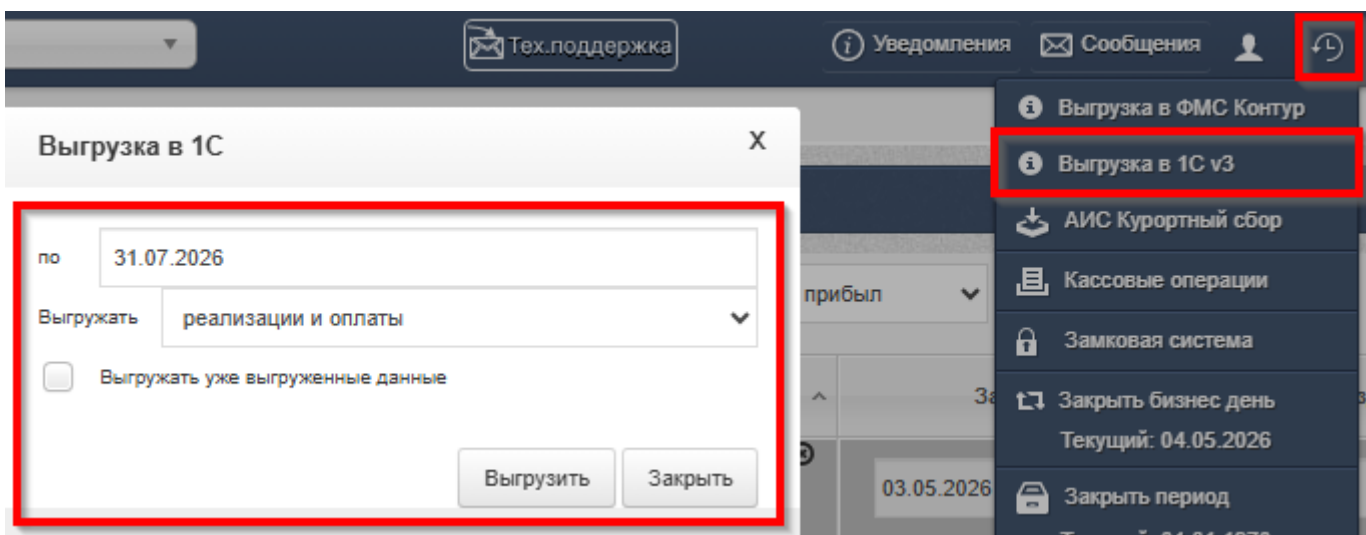 Тех.поддержка
Уведомления
Сообщения
Выгрузка в ФМС Контур
Выгрузка в 1С v3
АИС Курортный сбор
Кассовые операции
Замковая система
Закрыть бизнес день
Текущий: 04.05.2026
Закрыть период
Выгрузка в 1С
X
по
31.07.2026
Выгружать
реализации и оплаты
Выгружать уже выгруженные данные
Выгрузить
Закрыть
прибыл
03.05.2026